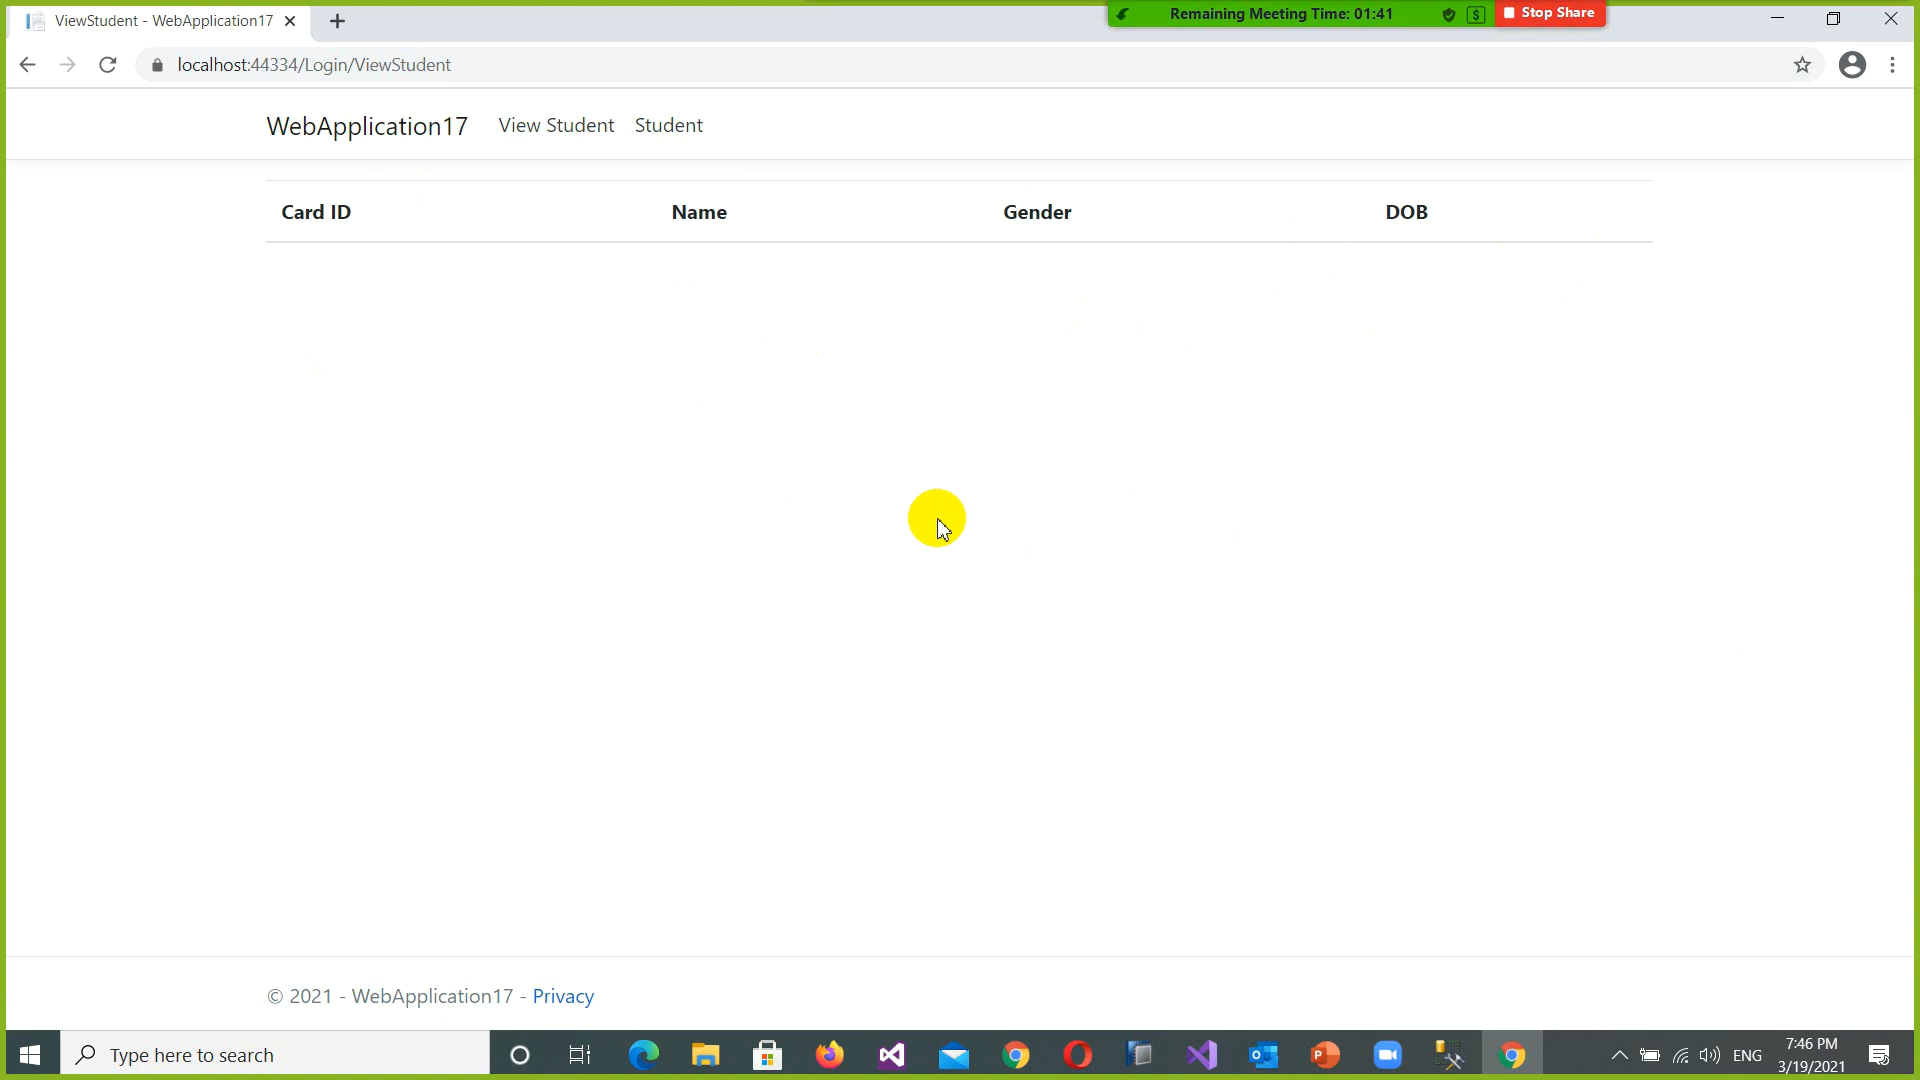 ViewStudent - WebApplication17
Remaining Meeting Time: 01:41
Stop Share
localhost:44334/Login/ViewStudent
WebApplication17 View Student Student
Card ID Name Gender DOB
© 2021 - WebApplication17 - Privacy
Type here to search
ENG
7:46 PM
3/19/2021